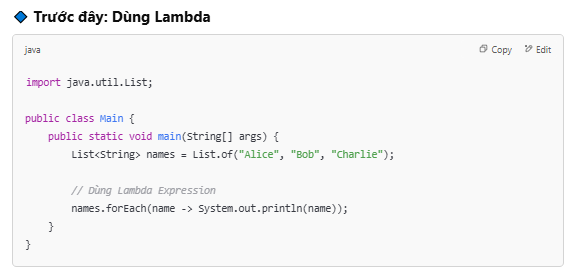 Trước đây: Dùng Lambda
java
Copy
Edit
import java.util.List;
public class Main {
    public static void main(String[] args) {
        List<String> names = List.of("Alice", "Bob", "Charlie");
        // Dùng Lambda Expression
        names.forEach(name -> System.out.println(name));
    }
}